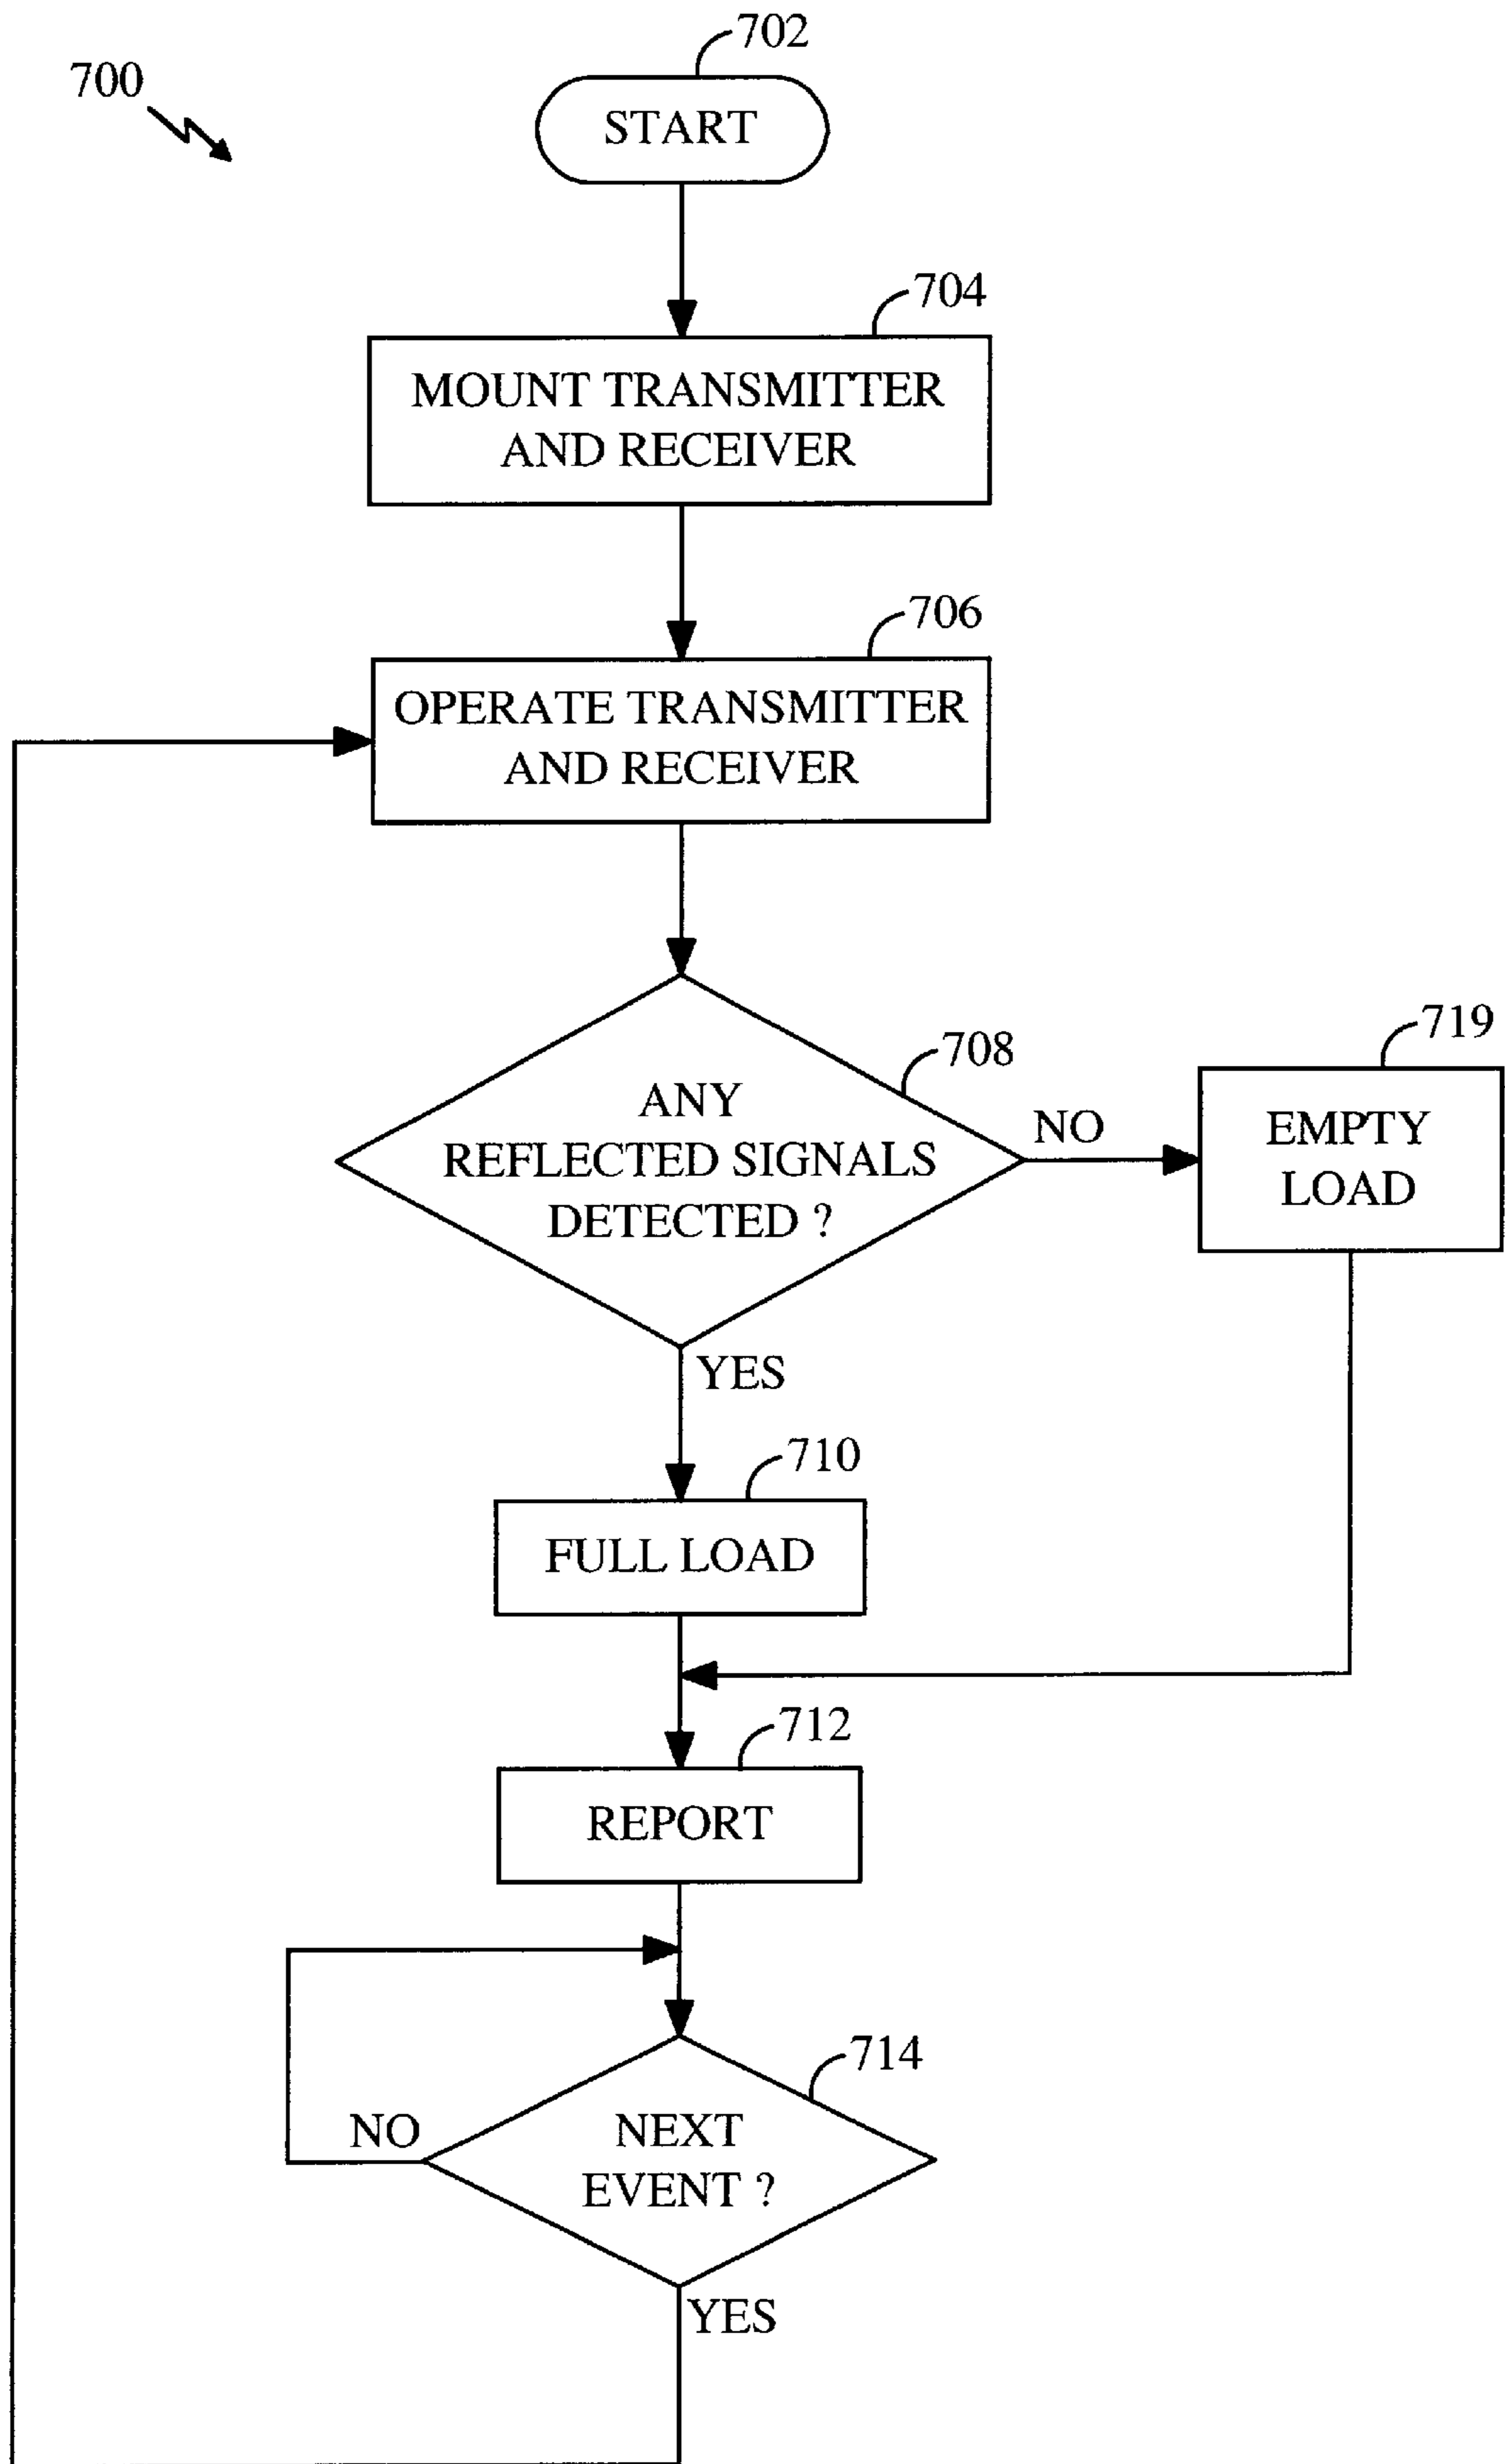 702
700
START
704
MOUNT TRANSMITTER
AND RECEIVER
706
OPERATE TRANSMITTER
AND RECEIVER
708
ANY
REFLECTED SIGNALS
DETECTED ?
NO
719
EMPTY
LOAD
YES
710
FULL LOAD
712
REPORT
714
NEXT
EVENT ?
NO
YES